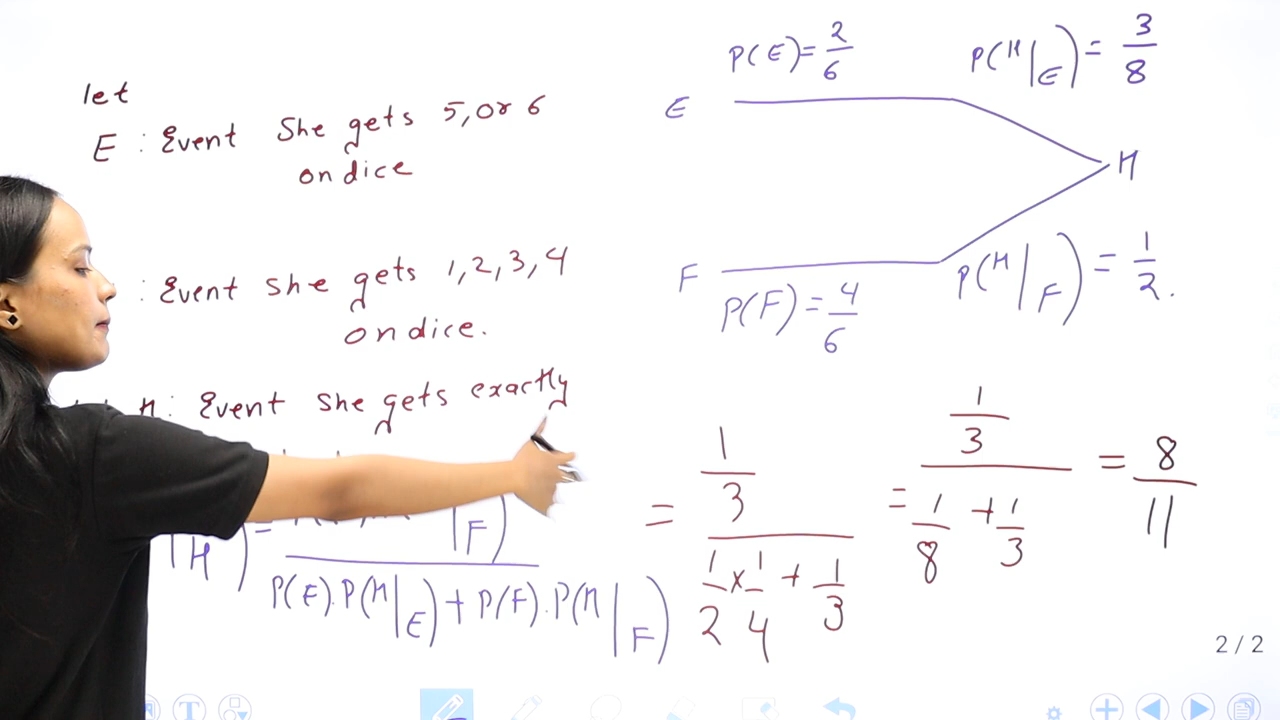 let
E : Event She gets 5, or 6
on dice
: Event she gets 1, 2, 3, 4
on dice.
H : Event she gets exactly
H ) = F )
P(E).P(H|E) + P(F).P(H|F)
P(E) = 2/6
P(H|E) = 3/8
E
H
F
P(F) = 4/6
P(H|F) = 1/2.
= 1/3 / (1/2 × 1/4 + 1/3)
= 1/3 / (1/8 + 1/3) = 8/11
2 / 2
T